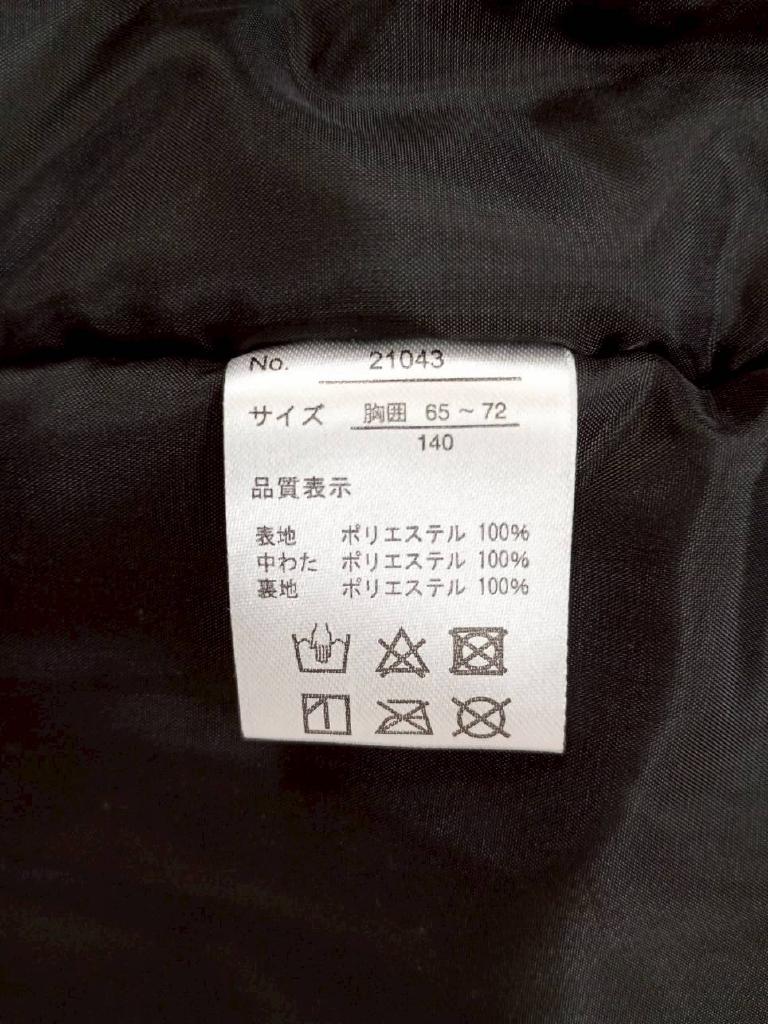 No. 21043
サイズ 胸囲 65～72
140
品質表示
表地 ポリエステル 100%
中わた ポリエステル 100%
裏地 ポリエステル 100%